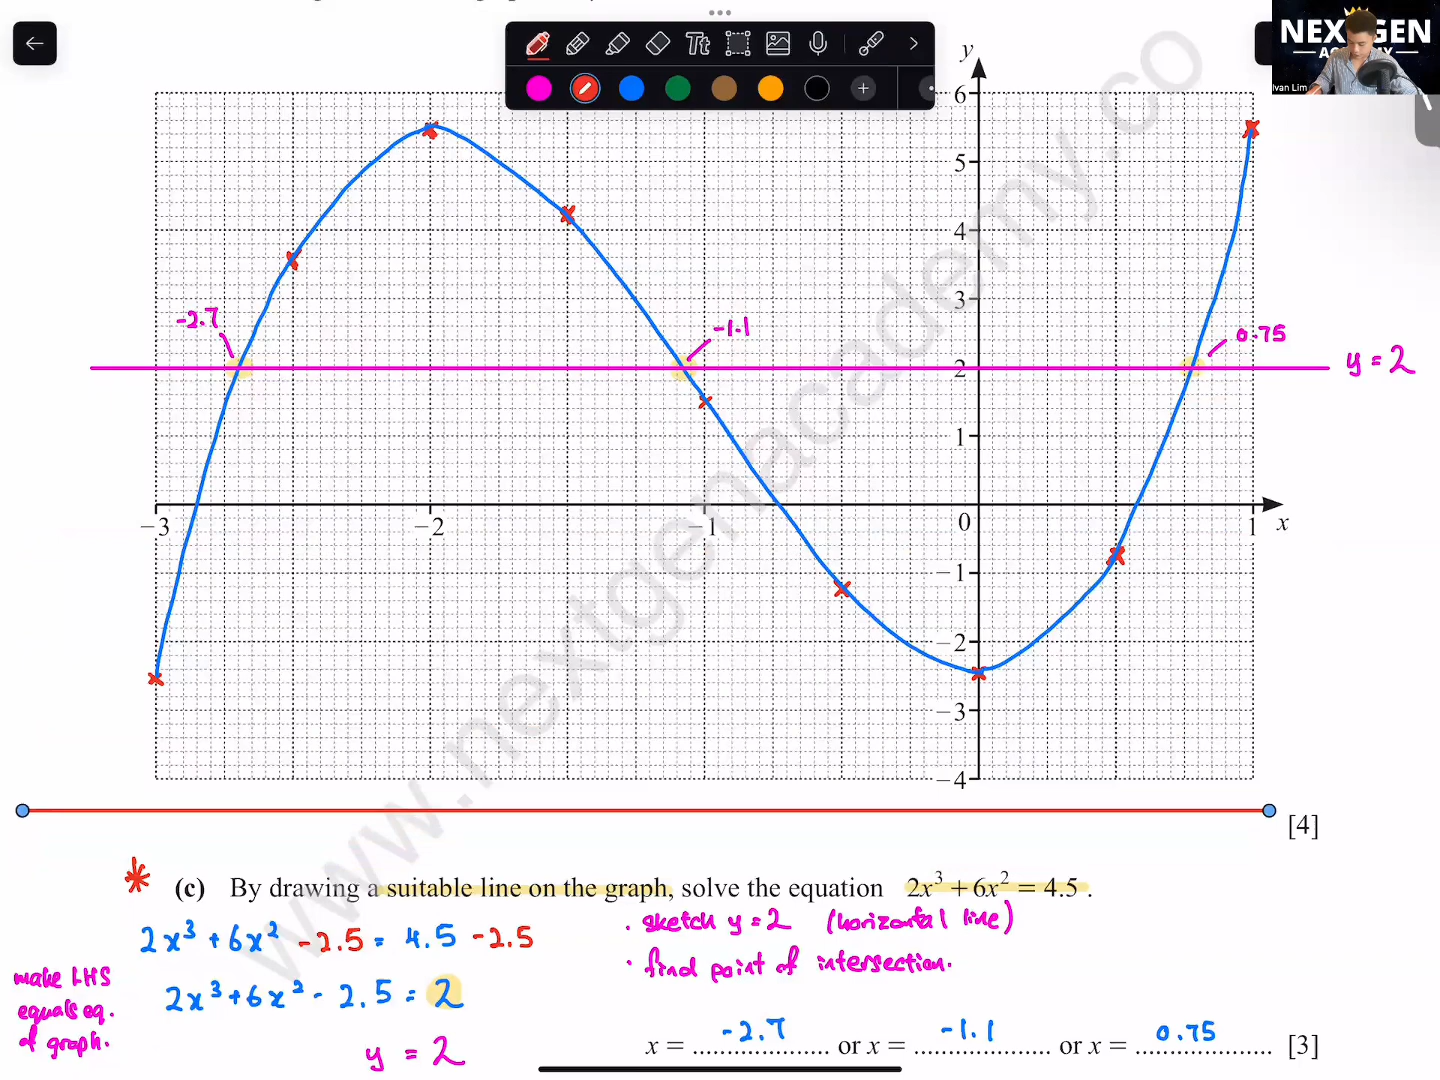 NEXTGEN
ACADEMY
Ivan Lim
Tt
y
6
5
4
3
2
1
-3
-2
-1
0
1
x
-1
-2
-3
-4
-2.7
-1.1
0.75
y = 2
www.nextgenacademy.co
[4]
* (c) By drawing a suitable line on the graph, solve the equation 2x³ + 6x² = 4.5 .
2x³ + 6x² - 2.5 = 4.5 - 2.5
2x³ + 6x² - 2.5 = 2
y = 2
make LHS
equals eq.
of graph.
· sketch y = 2 (horizontal line)
· find point of intersection.
x = -2.7 or x = -1.1 or x = 0.75 [3]